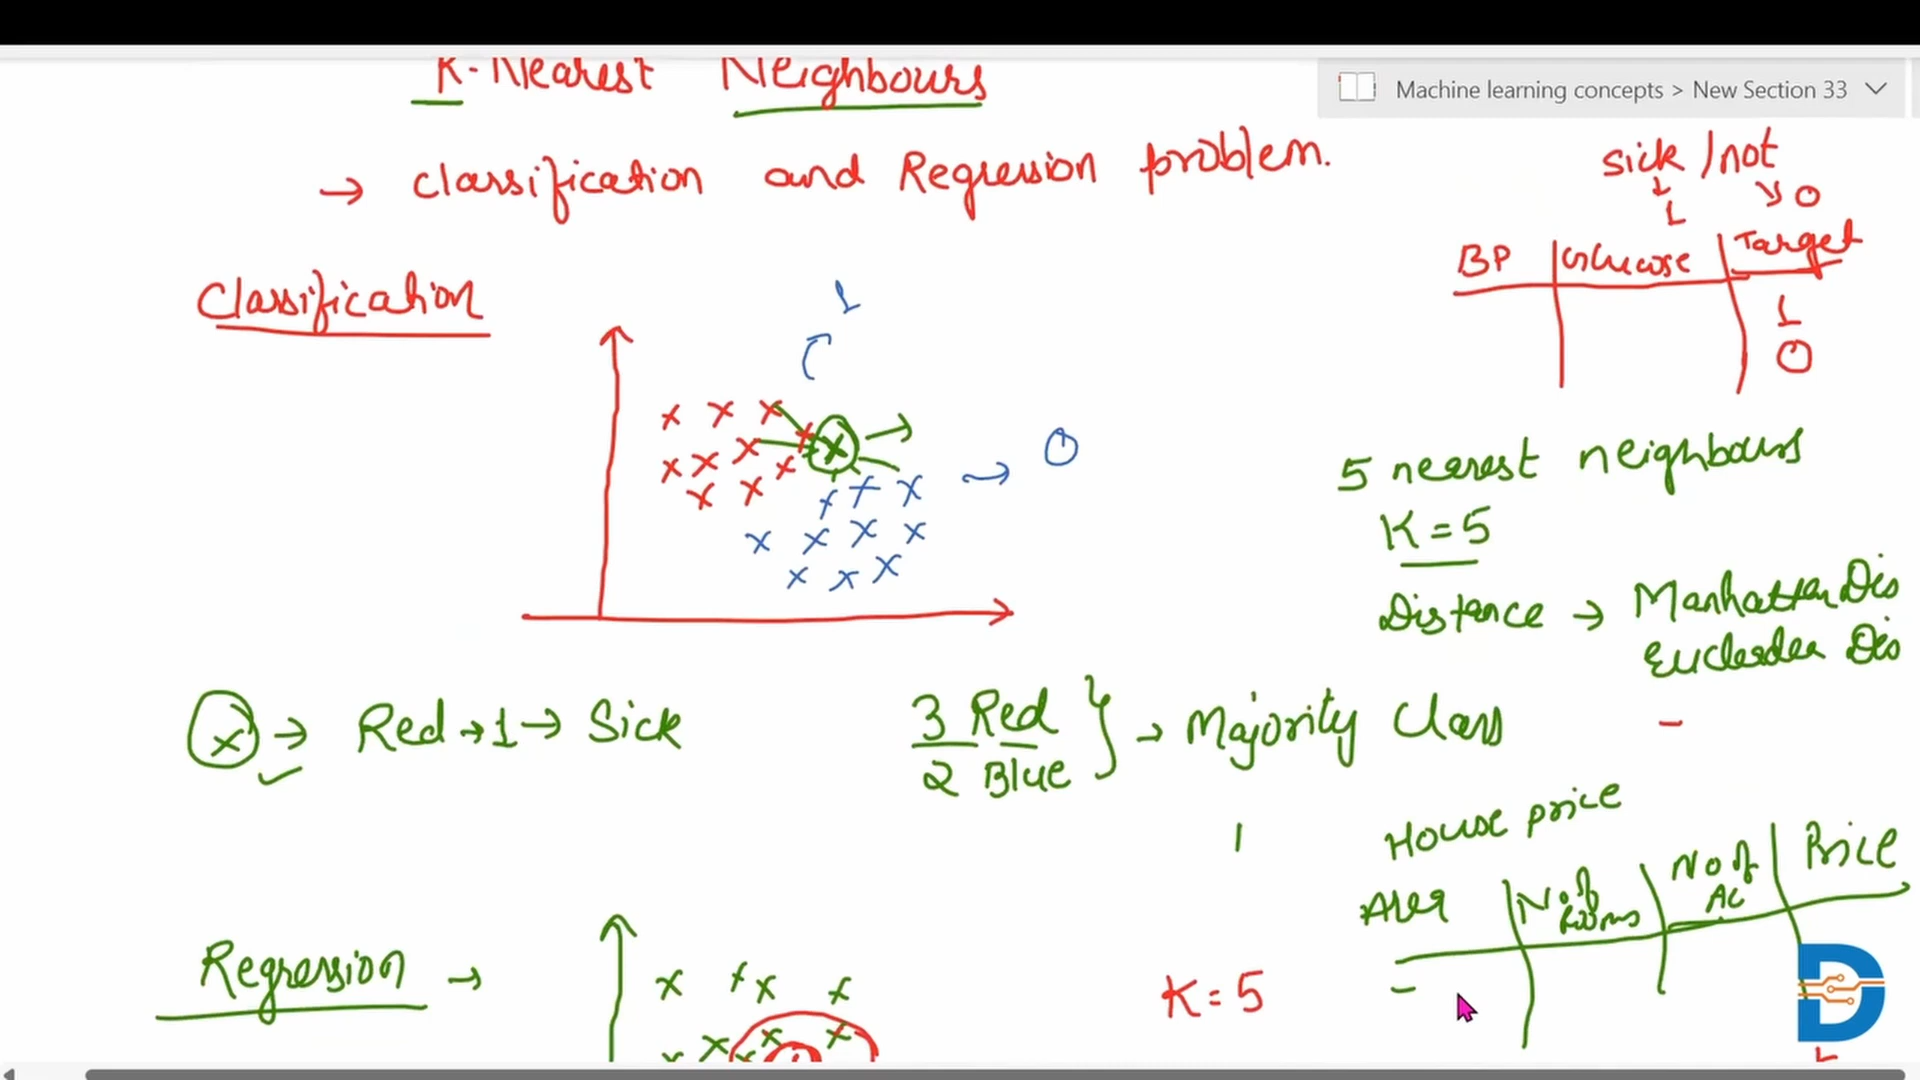 K-Nearest Neighbours
Machine learning concepts > New Section 33
→ classification and Regression problem.
sick / not
1 0
BP Glucose Target
1
0
Classification
1
0
5 nearest neighbours
K = 5
Distance → Manhatten Dis
Eucledean Dis
x → Red → 1 → Sick
3 Red
2 Blue
→ Majority Class
House price
Area No of Rooms No of AC Price
Regression →
K = 5